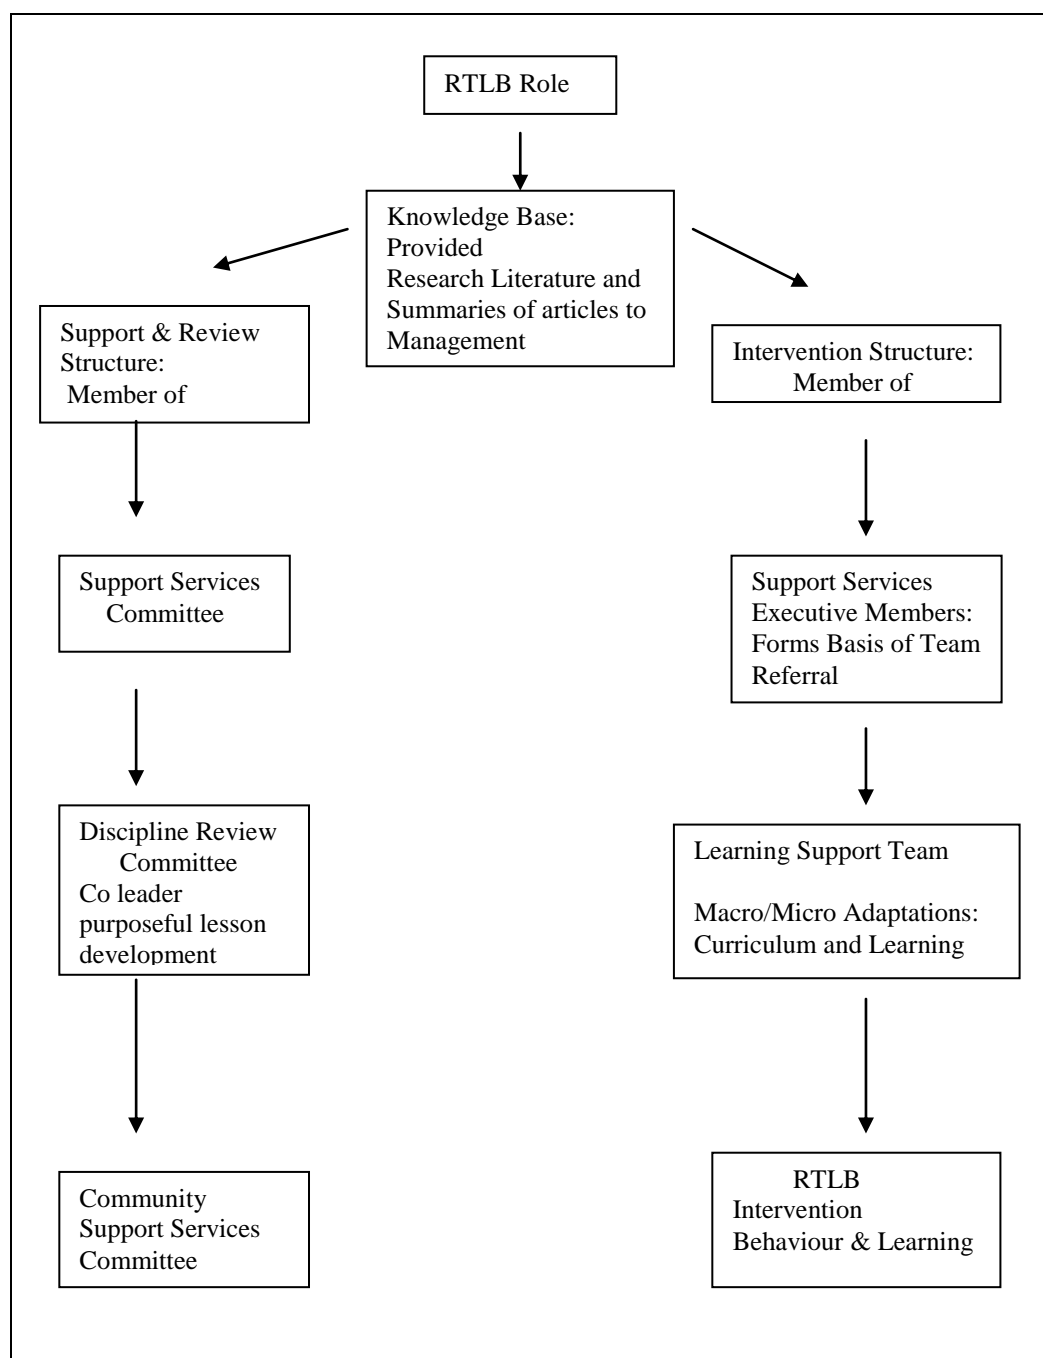 RTLB Role
Knowledge Base:
Provided
Research Literature and
Summaries of articles to
Management
Support & Review
Structure:
Member of
Intervention Structure:
Member of
Support Services
Committee
Support Services
Executive Members:
Forms Basis of Team
Referral
Discipline Review
Committee
Co leader
purposeful lesson
development
Learning Support Team
Macro/Micro Adaptations:
Curriculum and Learning
Community
Support Services
Committee
RTLB
Intervention
Behaviour & Learning